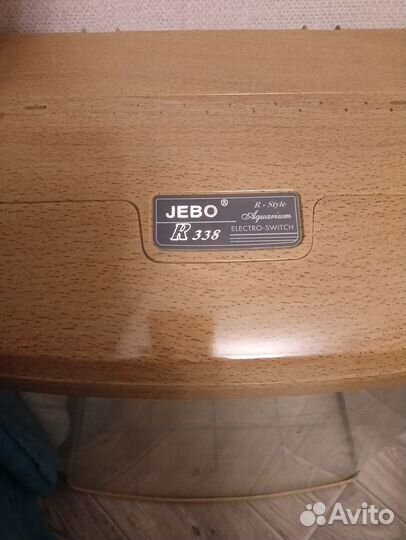 JEBO®
R - Style
Aquarium
R 338
ELECTRO-SWITCH
Avito